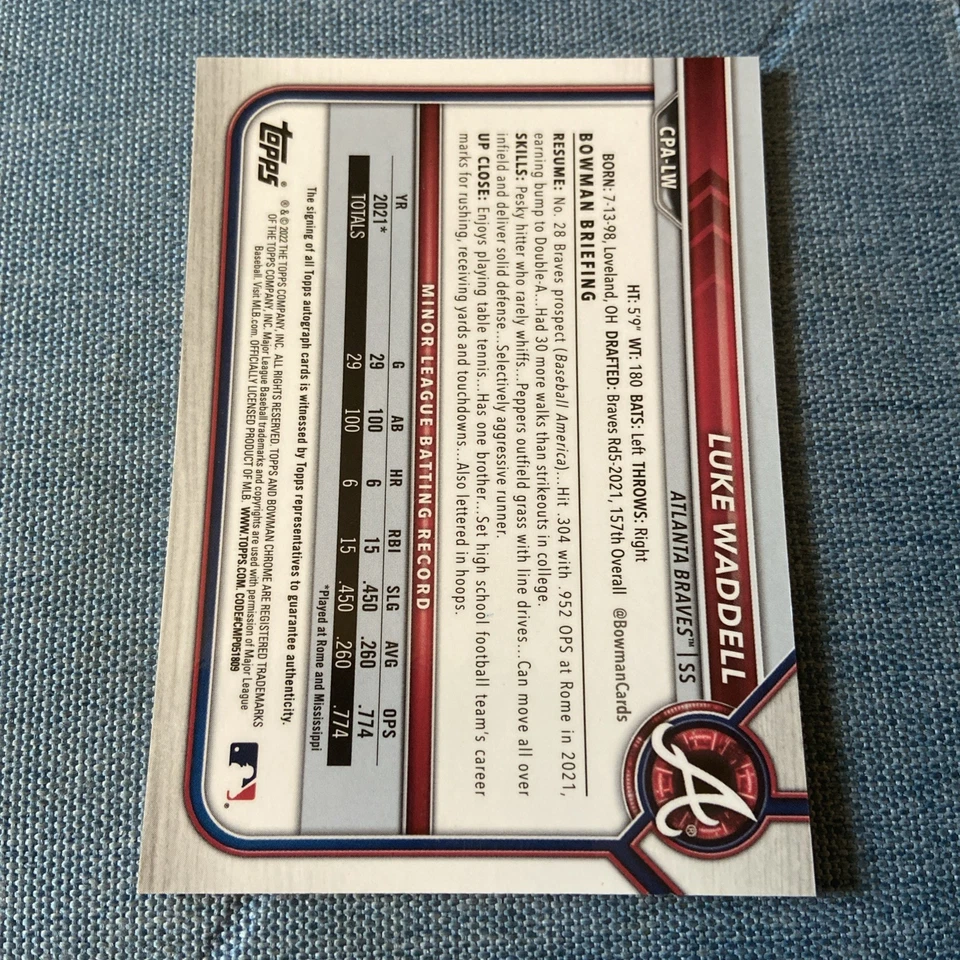 CPA-LW
LUKE WADDELL
ATLANTA BRAVES™ | SS
HT: 5'9" WT: 180 BATS: Left THROWS: Right
BORN: 7-13-98, Loveland, OH DRAFTED: Braves Rd5-2021, 157th Overall @BowmanCards
BOWMAN BRIEFING
RESUME: No. 28 Braves prospect (Baseball America)...Hit .304 with .952 OPS at Rome in 2021,
earning bump to Double-A...Had 30 more walks than strikeouts in college.
SKILLS: Pesky hitter who rarely whiffs...Peppers outfield grass with line drives...Can move all over
infield and deliver solid defense...Selectively aggressive runner.
UP CLOSE: Enjoys playing table tennis...Has one brother...Set high school football team's career
marks for rushing, receiving yards and touchdowns...Also lettered in hoops.
A®
MINOR LEAGUE BATTING RECORD
YR G AB HR RBI SLG AVG OPS
2021* 29 100 6 15 .450 .260 .774
TOTALS 29 100 6 15 .450 .260 .774
*Played at Rome and Mississippi
The signing of all Topps autograph cards is witnessed by Topps representatives to guarantee authenticity.
topps®
® & © 2022 THE TOPPS COMPANY, INC. ALL RIGHTS RESERVED. TOPPS AND BOWMAN CHROME ARE REGISTERED TRADEMARKS
OF THE TOPPS COMPANY, INC. Major League Baseball trademarks and copyrights are used with permission of Major League
Baseball. Visit MLB.com. OFFICIALLY LICENSED PRODUCT OF MLB. WWW.TOPPS.COM CODE#CMP051809
®